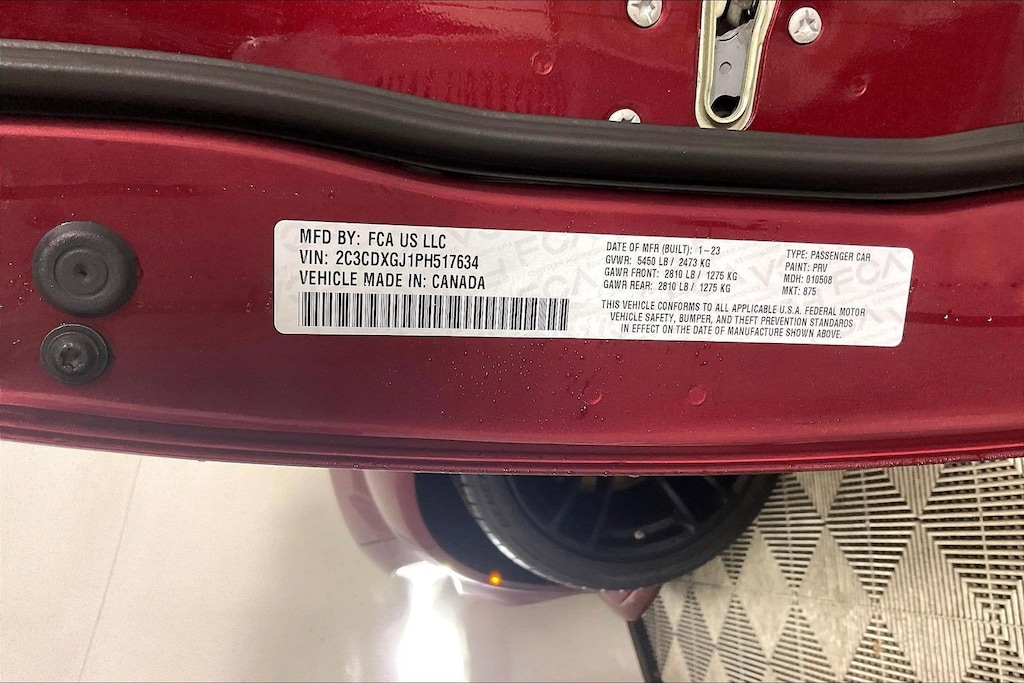 MFD BY: FCA US LLC
VIN: 2C3CDXGJ1PH517634
VEHICLE MADE IN: CANADA
DATE OF MFR (BUILT): 1-23
GVWR: 5450 LB / 2473 KG
GAWR FRONT: 2810 LB / 1275 KG
GAWR REAR: 2810 LB / 1275 KG
TYPE: PASSENGER CAR
PAINT: PRV
MDH: 010508
MKT: 875
THIS VEHICLE CONFORMS TO ALL APPLICABLE U.S.A. FEDERAL MOTOR
VEHICLE SAFETY, BUMPER, AND THEFT PREVENTION STANDARDS
IN EFFECT ON THE DATE OF MANUFACTURE SHOWN ABOVE.